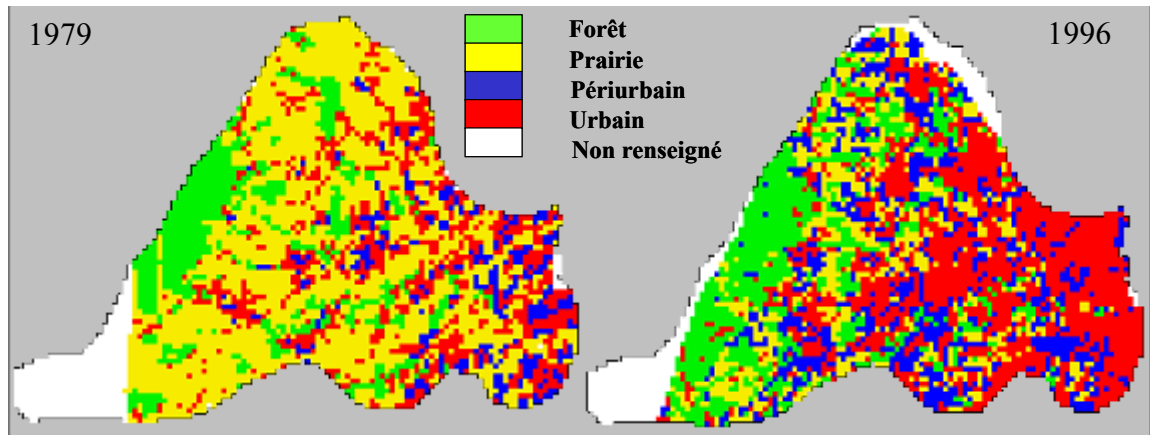 1979
Forêt
Prairie
Périurbain
Urbain
Non renseigné
1996